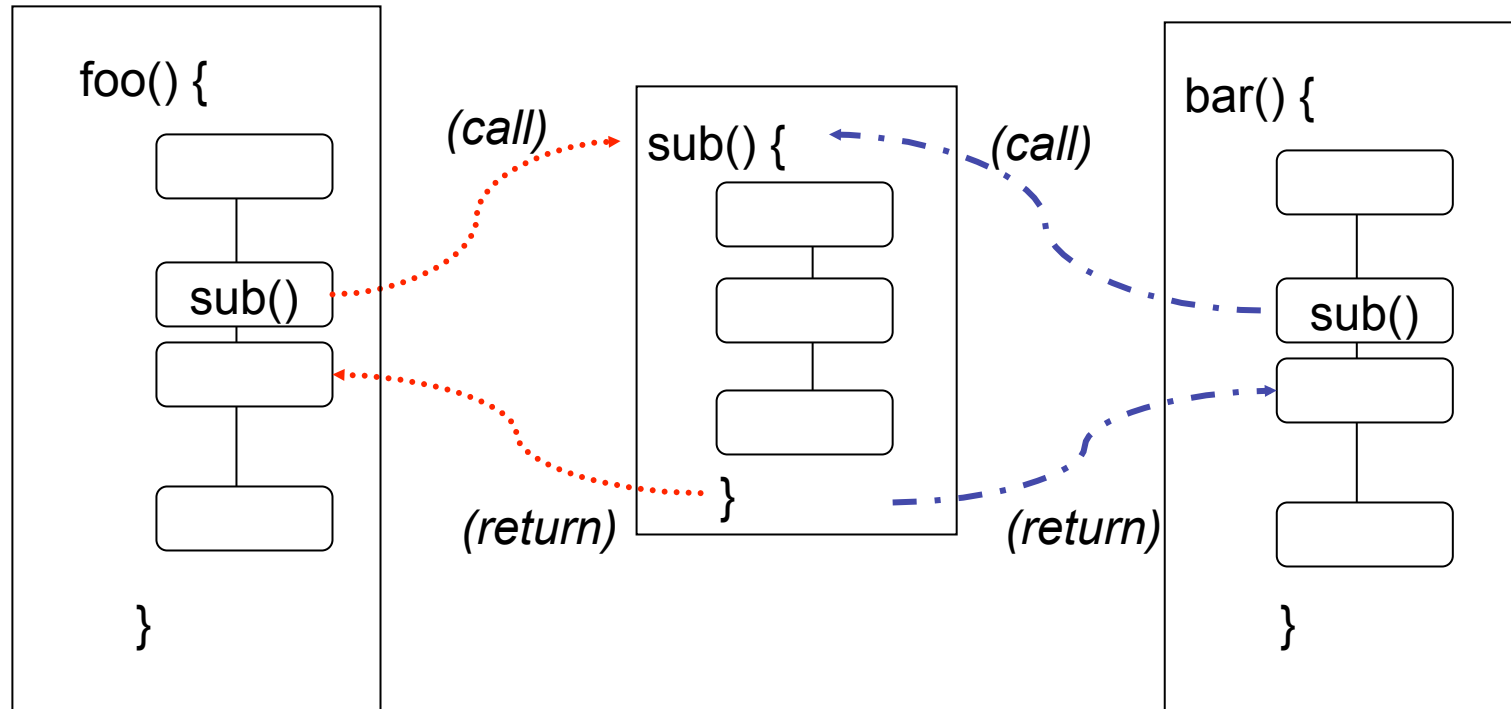 foo() {
sub()
}
(call)
(return)
sub() {
}
(call)
(return)
bar() {
sub()
}